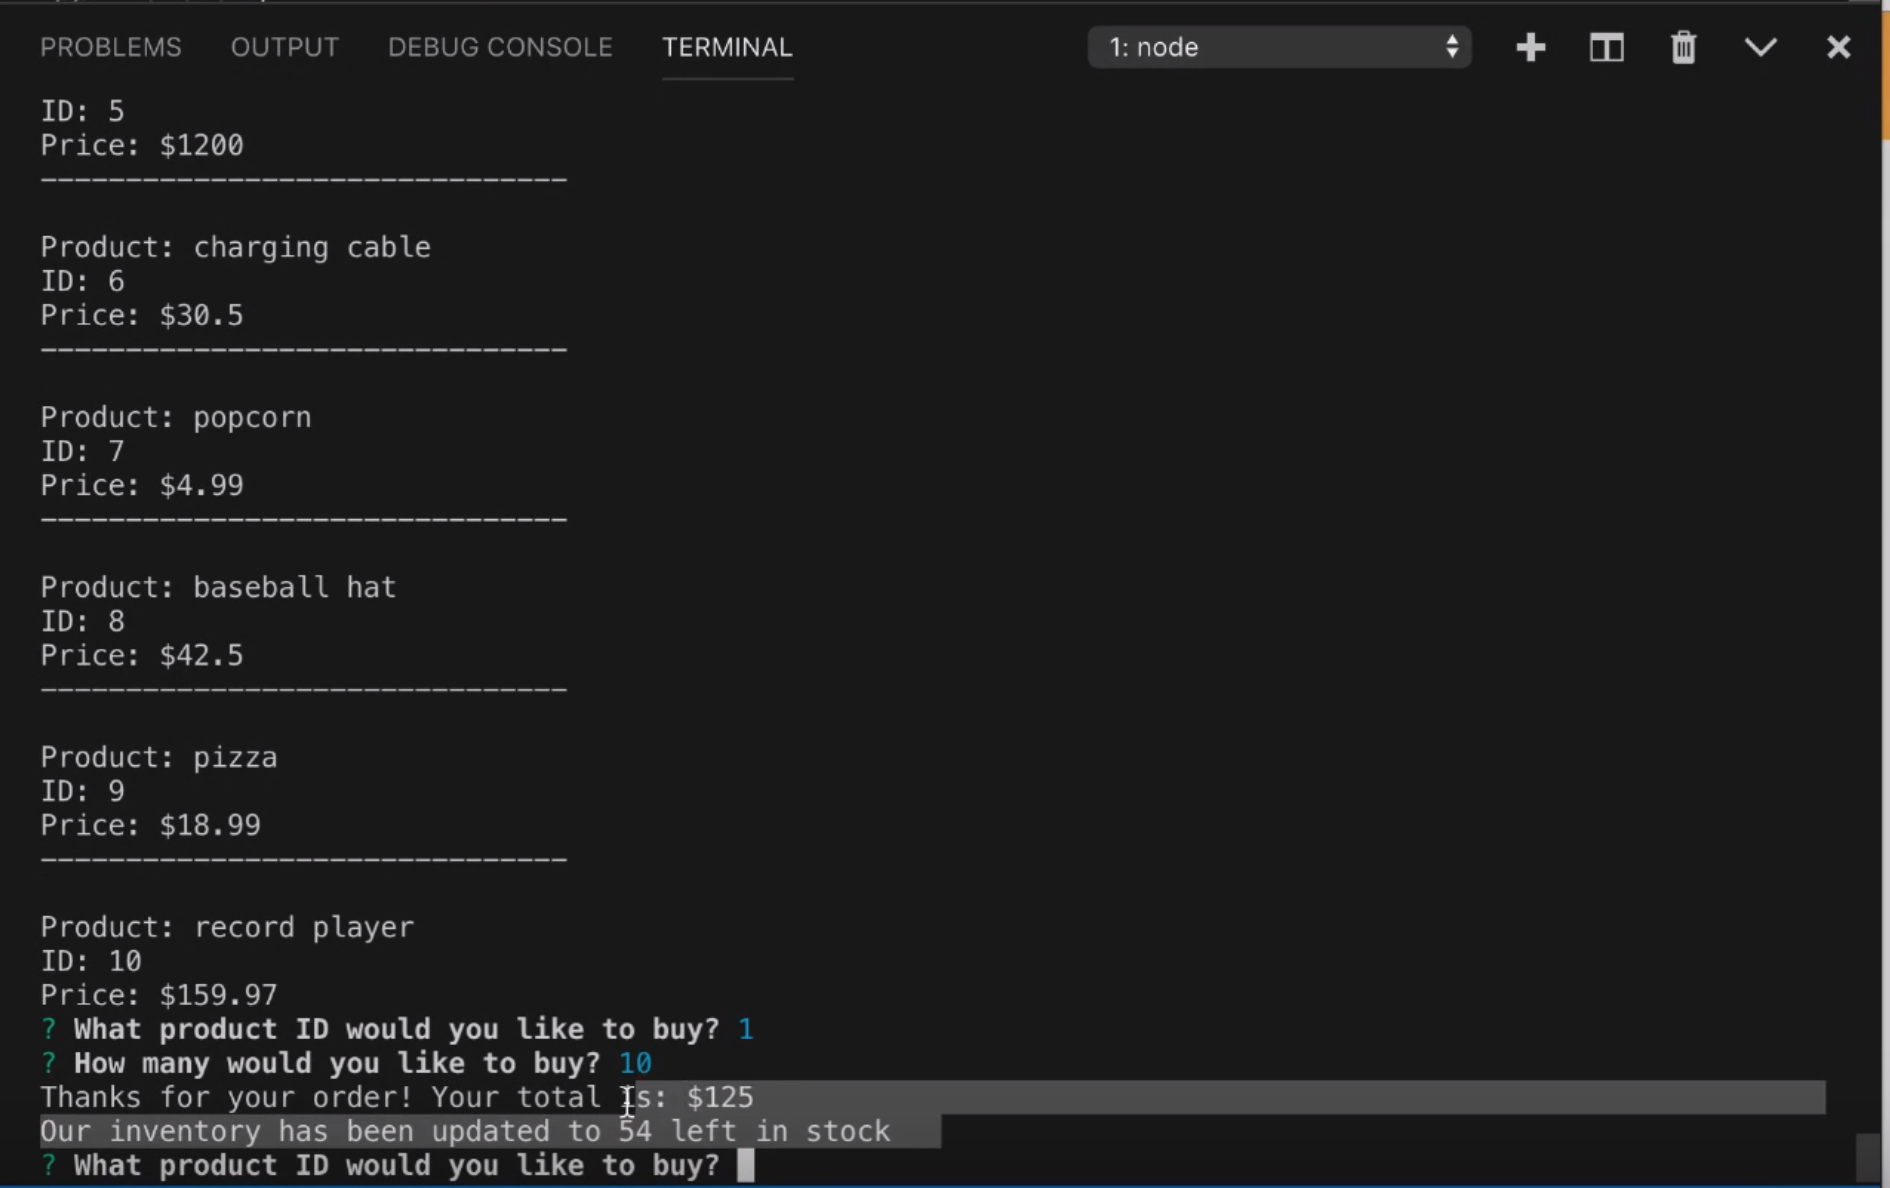 PROBLEMS OUTPUT DEBUG CONSOLE TERMINAL 1: node
ID: 5
Price: $1200
-------------------------------
Product: charging cable
ID: 6
Price: $30.5
-------------------------------
Product: popcorn
ID: 7
Price: $4.99
-------------------------------
Product: baseball hat
ID: 8
Price: $42.5
-------------------------------
Product: pizza
ID: 9
Price: $18.99
-------------------------------
Product: record player
ID: 10
Price: $159.97
? What product ID would you like to buy? 1
? How many would you like to buy? 10
Thanks for your order! Your total is: $125
Our inventory has been updated to 54 left in stock
? What product ID would you like to buy?